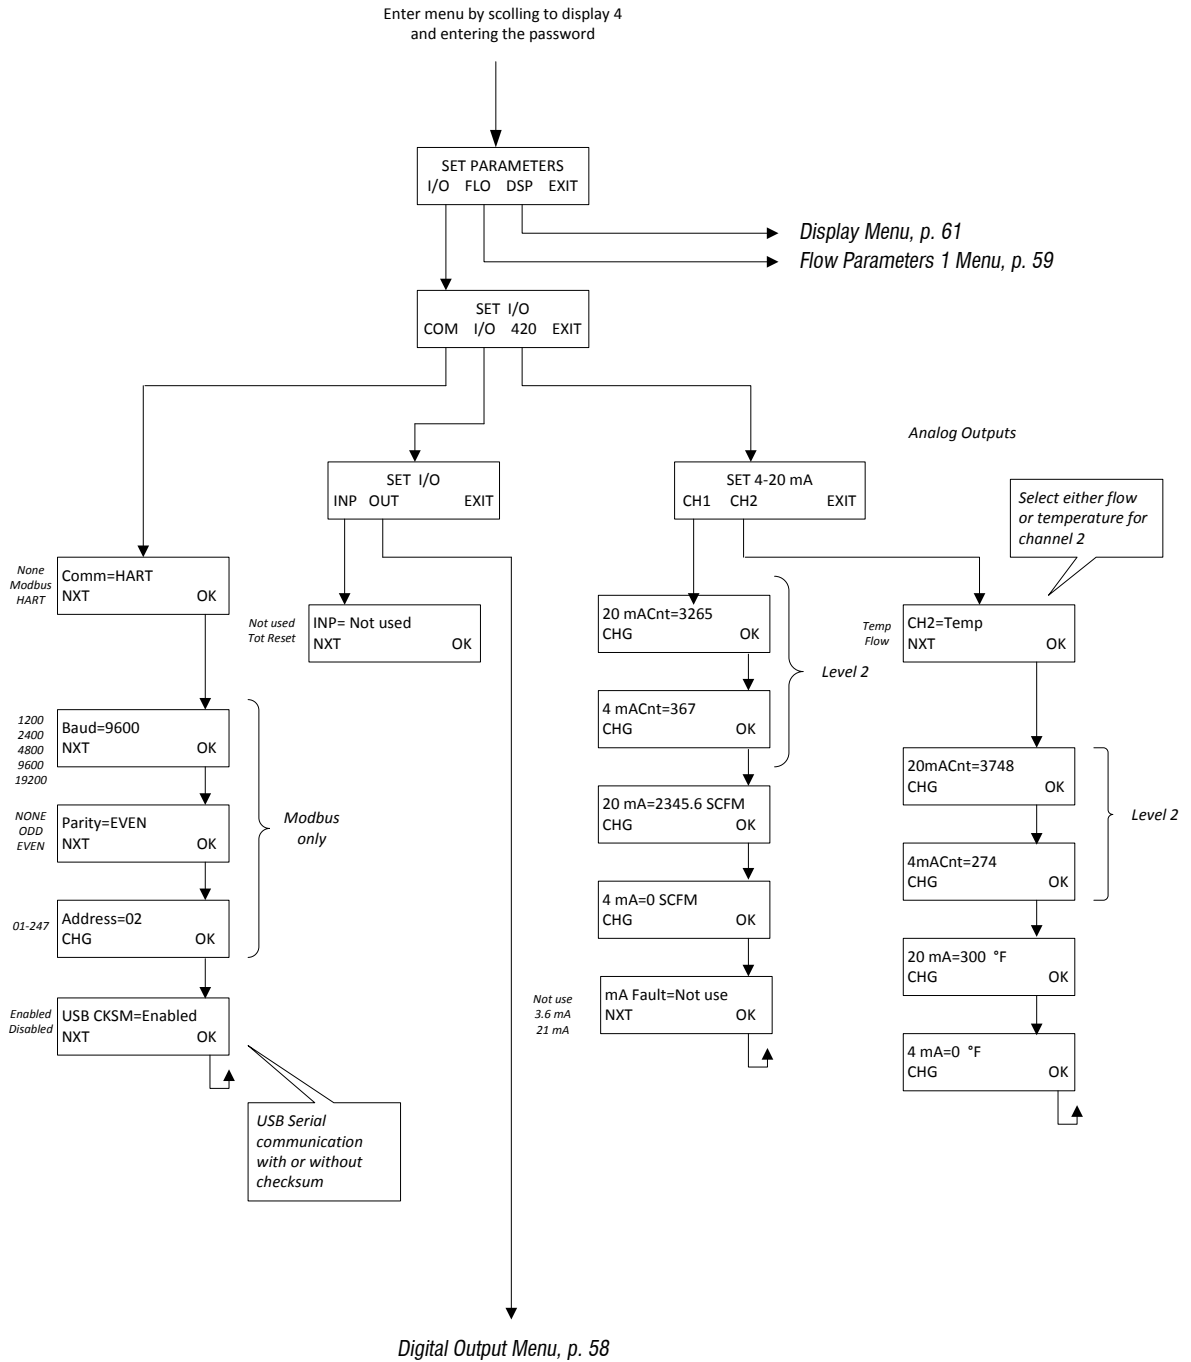 Enter menu by scolling to display 4
and entering the password
SET PARAMETERS
I/O FLO DSP EXIT
Display Menu, p. 61
Flow Parameters 1 Menu, p. 59
SET I/O
COM I/O 420 EXIT
Analog Outputs
SET I/O
INP OUT EXIT
SET 4-20 mA
CH1 CH2 EXIT
Select either flow
or temperature for
channel 2
None
Modbus
HART
Comm=HART
NXT OK
Not used
Tot Reset
INP= Not used
NXT OK
20 mACnt=3265
CHG OK
Temp
Flow
CH2=Temp
NXT OK
Level 2
4 mACnt=367
CHG OK
1200
2400
4800
9600
19200
Baud=9600
NXT OK
20mACnt=3748
CHG OK
20 mA=2345.6 SCFM
CHG OK
NONE
ODD
EVEN
Parity=EVEN
NXT OK
Modbus
only
Level 2
4mACnt=274
CHG OK
4 mA=0 SCFM
CHG OK
01-247
Address=02
CHG OK
20 mA=300 °F
CHG OK
Not use
3.6 mA
21 mA
mA Fault=Not use
NXT OK
Enabled
Disabled
USB CKSM=Enabled
NXT OK
4 mA=0 °F
CHG OK
USB Serial
communication
with or without
checksum
Digital Output Menu, p. 58